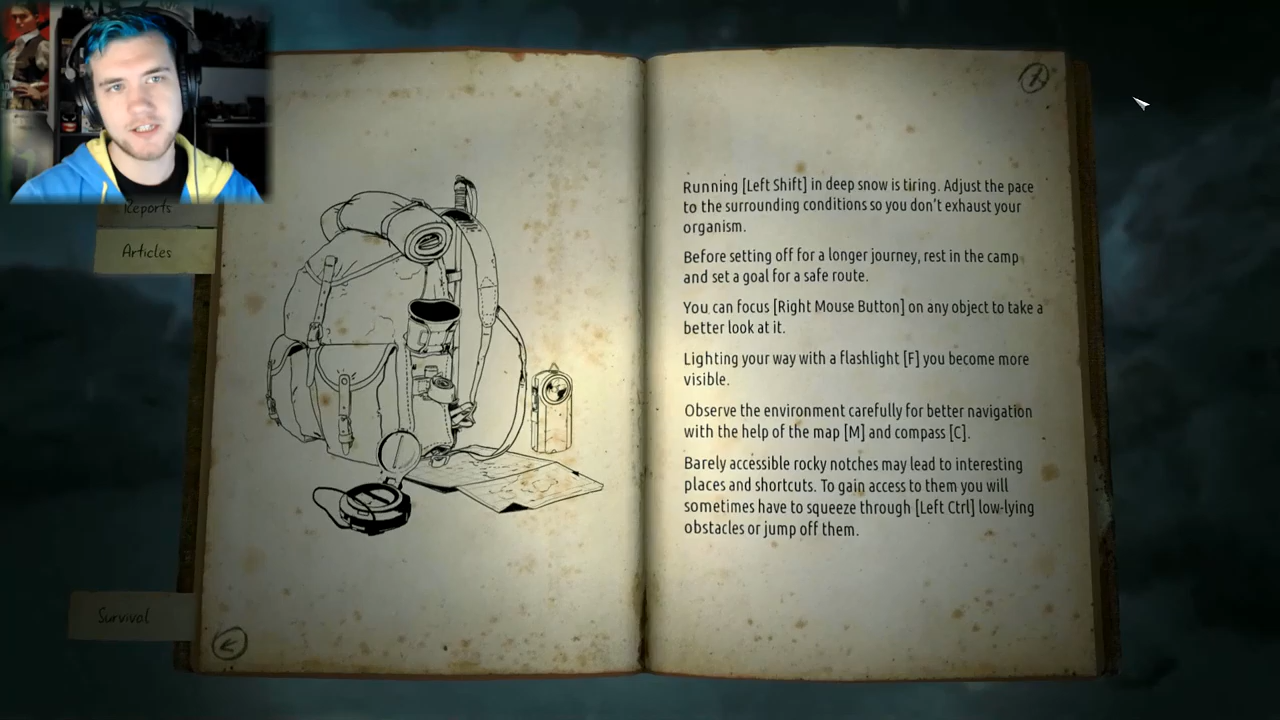 Reports
Articles
Running [Left Shift] in deep snow is tiring. Adjust the pace
to the surrounding conditions so you don't exhaust your
organism.
Before setting off for a longer journey, rest in the camp
and set a goal for a safe route.
You can focus [Right Mouse Button] on any object to take a
better look at it.
Lighting your way with a flashlight [F] you become more
visible.
Observe the environment carefully for better navigation
with the help of the map [M] and compass [C].
Barely accessible rocky notches may lead to interesting
places and shortcuts. To gain access to them you will
sometimes have to squeeze through [Left Ctrl] low-lying
obstacles or jump off them.
Survival